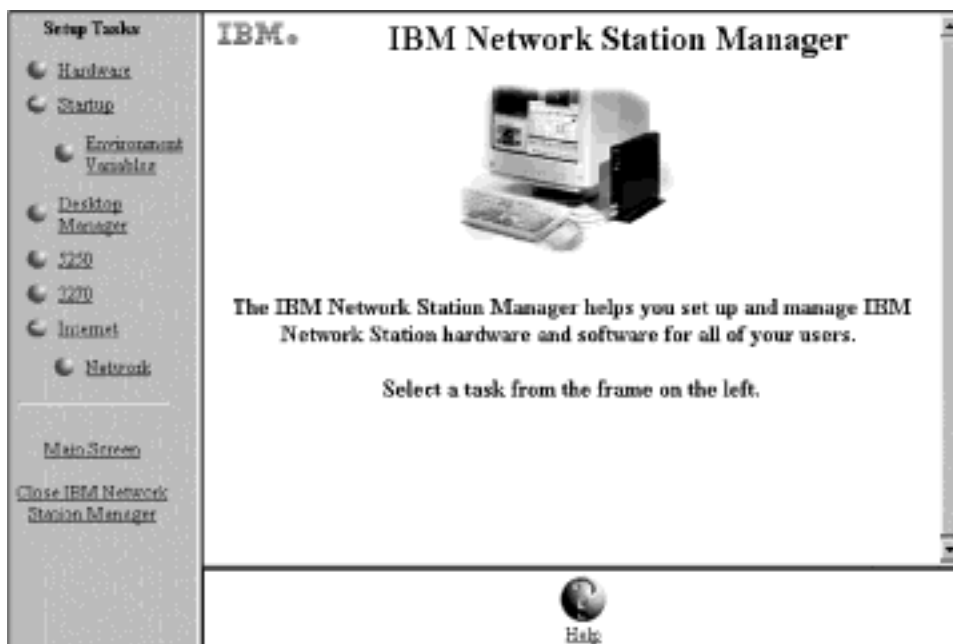 Setup Tasks
Hardware
Startup
Environment
Variables
Desktop
Manager
5250
3270
Internet
Network
Main Screen
Close IBM Network
Station Manager
IBM®
IBM Network Station Manager
The IBM Network Station Manager helps you set up and manage IBM
Network Station hardware and software for all of your users.
Select a task from the frame on the left.
Help